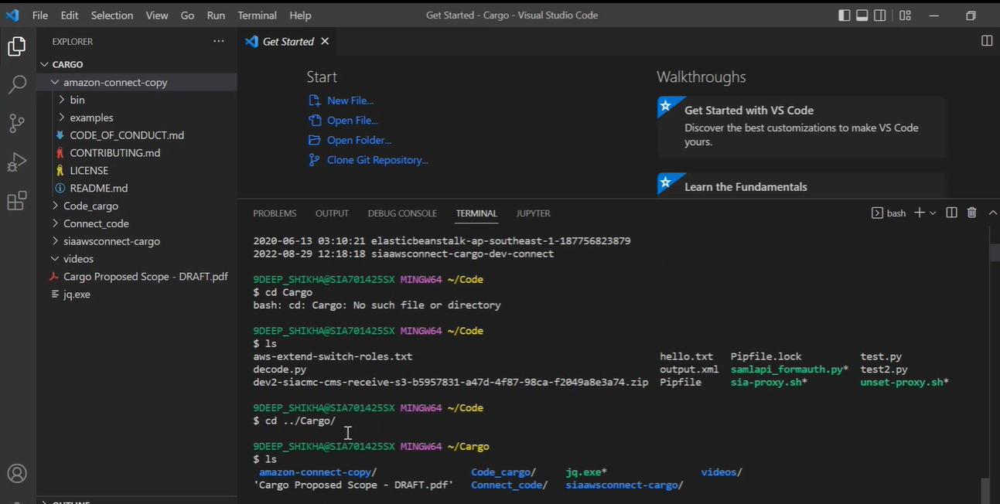 File Edit Selection View Go Run Terminal Help
Get Started - Cargo - Visual Studio Code
EXPLORER
CARGO
amazon-connect-copy
bin
examples
CODE_OF_CONDUCT.md
CONTRIBUTING.md
LICENSE
README.md
Code_cargo
Connect_code
siaawsconnect-cargo
videos
Cargo Proposed Scope - DRAFT.pdf
jq.exe
OUTLINE
Get Started
Start
New File...
Open File...
Open Folder...
Clone Git Repository...
Walkthroughs
Get Started with VS Code
Discover the best customizations to make VS Code
yours.
Learn the Fundamentals
PROBLEMS OUTPUT DEBUG CONSOLE TERMINAL JUPYTER
bash
2020-06-13 03:10:21 elasticbeanstalk-ap-southeast-1-187756823879
2022-08-29 12:18:18 siaawsconnect-cargo-dev-connect
9DEEP_SHIKHA@SIA701425SX MINGW64 ~/Code
$ cd Cargo
bash: cd: Cargo: No such file or directory
9DEEP_SHIKHA@SIA701425SX MINGW64 ~/Code
$ ls
aws-extend-switch-roles.txt hello.txt Pipfile.lock test.py
decode.py output.xml samlapi_formauth.py* test2.py
dev2-siacmc-cms-receive-s3-b5957831-a47d-4f87-98ca-f2049a8e3a74.zip Pipfile sia-proxy.sh* unset-proxy.sh*
9DEEP_SHIKHA@SIA701425SX MINGW64 ~/Code
$ cd ../Cargo/
9DEEP_SHIKHA@SIA701425SX MINGW64 ~/Cargo
$ ls
amazon-connect-copy/ Code_cargo/ jq.exe* videos/
'Cargo Proposed Scope - DRAFT.pdf' Connect_code/ siaawsconnect-cargo/